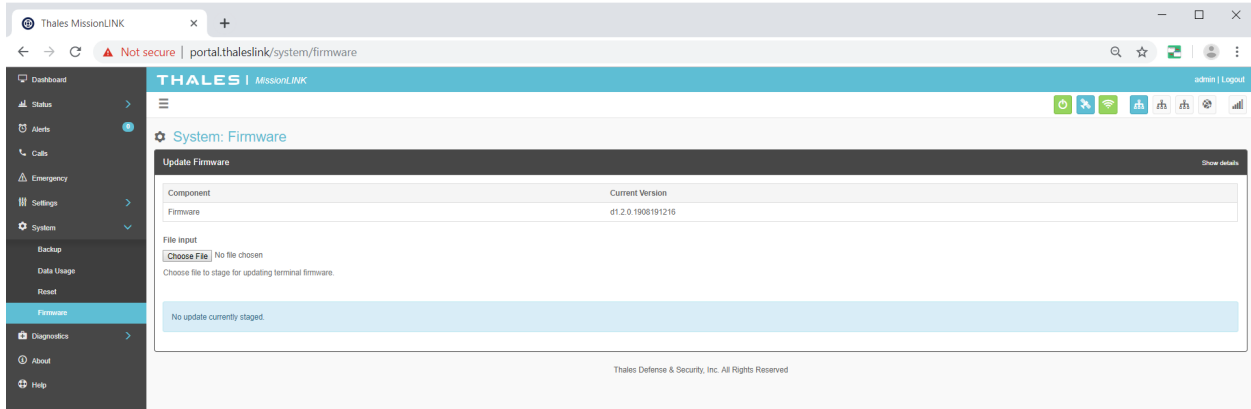 Thales MissionLINK
Not secure | portal.thaleslink/system/firmware
THALES | MissionLINK
admin | Logout
Dashboard
Status
Alerts 0
Calls
Emergency
Settings
System
Backup
Data Usage
Reset
Firmware
Diagnostics
About
Help
System: Firmware
Update Firmware
Show details
Component Current Version
Firmware d1.2.0.1908191216
File input
Choose File No file chosen
Choose file to stage for updating terminal firmware.
No update currently staged.
Thales Defense & Security, Inc. All Rights Reserved